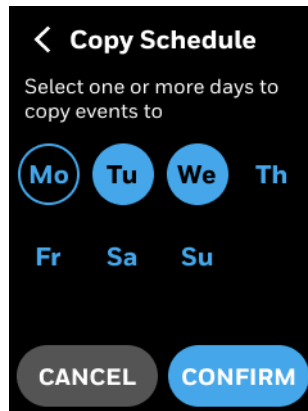 Copy Schedule
Select one or more days to
copy events to
Mo Tu We Th
Fr Sa Su
CANCEL CONFIRM